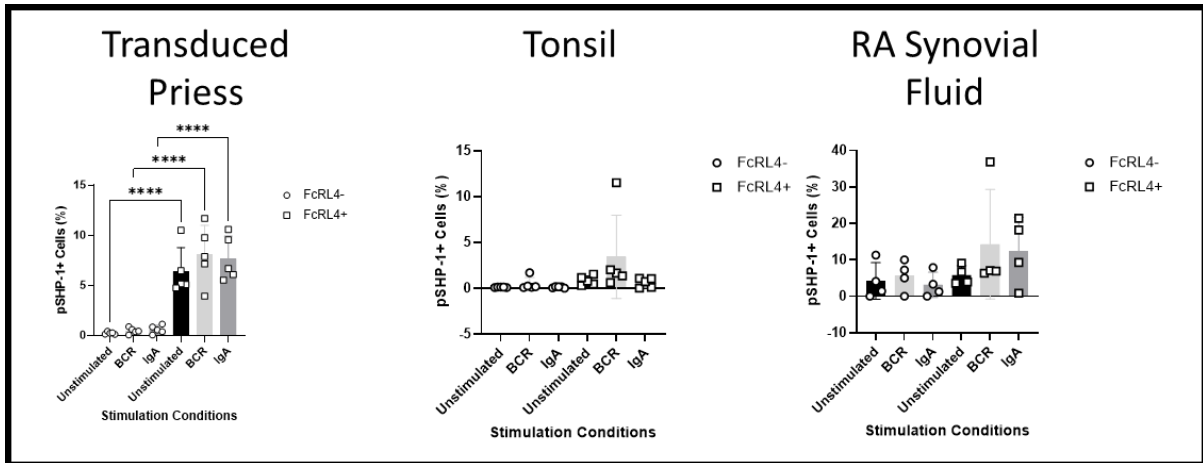 Transduced
Priess
Tonsil
RA Synovial
Fluid
****
****
****
15
10
5
0
pSHP-1+ Cells (%)
FcRL4-
FcRL4+
Unstimulated
BCR
IgA
Unstimulated
BCR
IgA
Stimulation Conditions
15
10
5
0
-5
pSHP-1+ Cells (%)
FcRL4-
FcRL4+
Unstimulated
BCR
IgA
Unstimulated
BCR
IgA
Stimulation Conditions
40
30
20
10
0
-10
pSHP-1+ Cells (%)
FcRL4-
FcRL4+
Unstimulated
BCR
IgA
Unstimulated
BCR
IgA
Stimulation Conditions